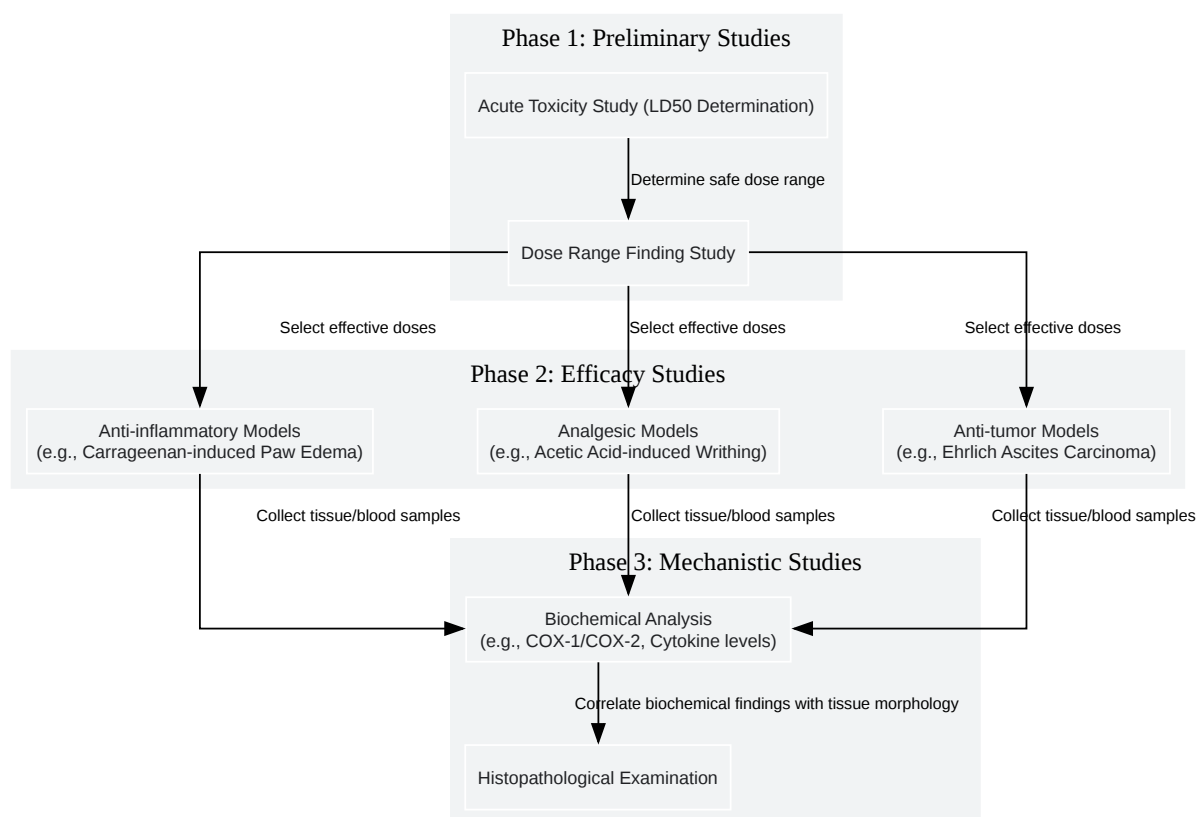 Phase 1: Preliminary Studies
Acute Toxicity Study (LD50 Determination)
Determine safe dose range
Dose Range Finding Study
Select effective doses
Select effective doses
Select effective doses
Phase 2: Efficacy Studies
Anti-inflammatory Models
(e.g., Carrageenan-induced Paw Edema)
Analgesic Models
(e.g., Acetic Acid-induced Writhing)
Anti-tumor Models
(e.g., Ehrlich Ascites Carcinoma)
Collect tissue/blood samples
Collect tissue/blood samples
Collect tissue/blood samples
Phase 3: Mechanistic Studies
Biochemical Analysis
(e.g., COX-1/COX-2, Cytokine levels)
Correlate biochemical findings with tissue morphology
Histopathological Examination